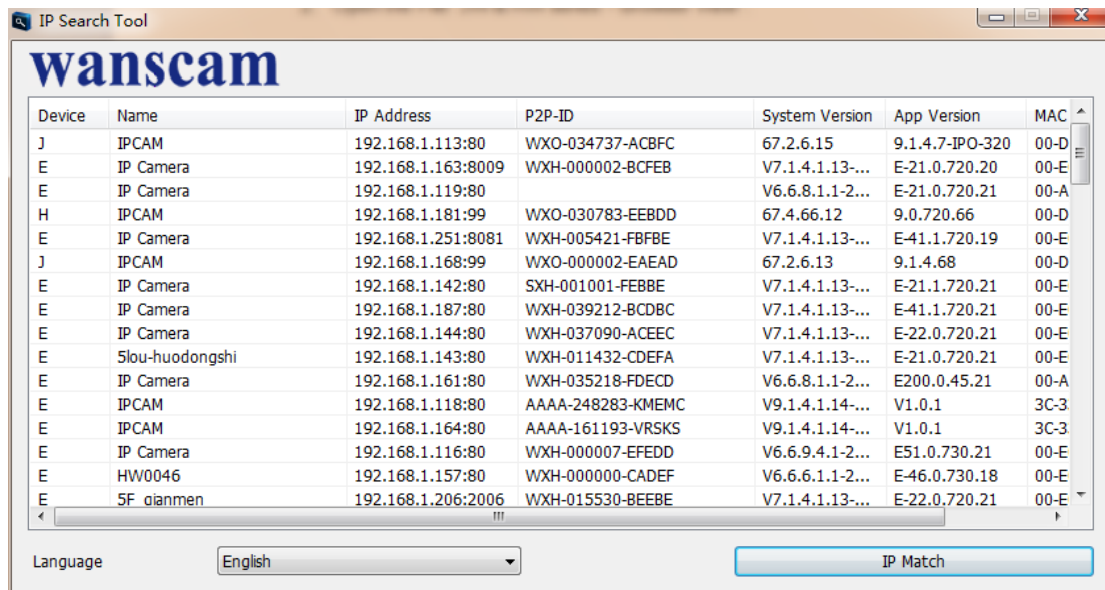 IP Search Tool
wanscam
Device Name IP Address P2P-ID System Version App Version MAC
J IPCAM 192.168.1.113:80 WXO-034737-ACBFC 67.2.6.15 9.1.4.7-IPO-320 00-D
E IP Camera 192.168.1.163:8009 WXH-000002-BCFEB V7.1.4.1.13-... E-21.0.720.20 00-E
E IP Camera 192.168.1.119:80 V6.6.8.1.1-2... E-21.0.720.21 00-A
H IPCAM 192.168.1.181:99 WXO-030783-EEBDD 67.4.66.12 9.0.720.66 00-D
E IP Camera 192.168.1.251:8081 WXH-005421-FBFBE V7.1.4.1.13-... E-41.1.720.19 00-E
J IPCAM 192.168.1.168:99 WXO-000002-EAEAD 67.2.6.13 9.1.4.68 00-D
E IP Camera 192.168.1.142:80 SXH-001001-FEBBE V7.1.4.1.13-... E-21.1.720.21 00-E
E IP Camera 192.168.1.187:80 WXH-039212-BCDBC V7.1.4.1.13-... E-41.1.720.21 00-E
E IP Camera 192.168.1.144:80 WXH-037090-ACEEC V7.1.4.1.13-... E-22.0.720.21 00-E
E 5lou-huodongshi 192.168.1.143:80 WXH-011432-CDEFA V7.1.4.1.13-... E-21.0.720.21 00-E
E IP Camera 192.168.1.161:80 WXH-035218-FDECD V6.6.8.1.1-2... E200.0.45.21 00-A
E IPCAM 192.168.1.118:80 AAAA-248283-KMEMC V9.1.4.1.14-... V1.0.1 3C-3
E IPCAM 192.168.1.164:80 AAAA-161193-VRSKS V9.1.4.1.14-... V1.0.1 3C-3
E IP Camera 192.168.1.116:80 WXH-000007-EFEDD V6.6.9.4.1-2... E51.0.730.21 00-E
E HW0046 192.168.1.157:80 WXH-000000-CADEF V6.6.6.1.1-2... E-46.0.730.18 00-E
E 5F_qianmen 192.168.1.206:2006 WXH-015530-BEEBE V7.1.4.1.13-... E-22.0.720.21 00-E
Language English IP Match